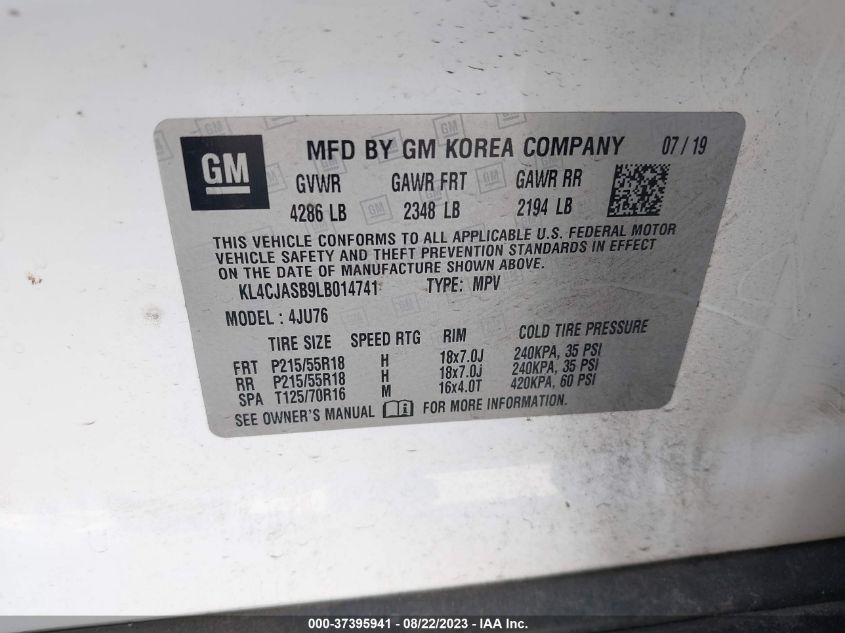 GM
MFD BY GM KOREA COMPANY 07 / 19
GVWR GAWR FRT GAWR RR
4286 LB 2348 LB 2194 LB
THIS VEHICLE CONFORMS TO ALL APPLICABLE U.S. FEDERAL MOTOR
VEHICLE SAFETY AND THEFT PREVENTION STANDARDS IN EFFECT
ON THE DATE OF MANUFACTURE SHOWN ABOVE.
KL4CJASB9LB014741 TYPE: MPV
MODEL : 4JU76
TIRE SIZE SPEED RTG RIM COLD TIRE PRESSURE
FRT P215/55R18 H 18x7.0J 240KPA, 35 PSI
RR P215/55R18 H 18x7.0J 240KPA, 35 PSI
SPA T125/70R16 M 16x4.0T 420KPA, 60 PSI
SEE OWNER'S MANUAL FOR MORE INFORMATION.
000-37395941 - 08/22/2023 - IAA Inc.